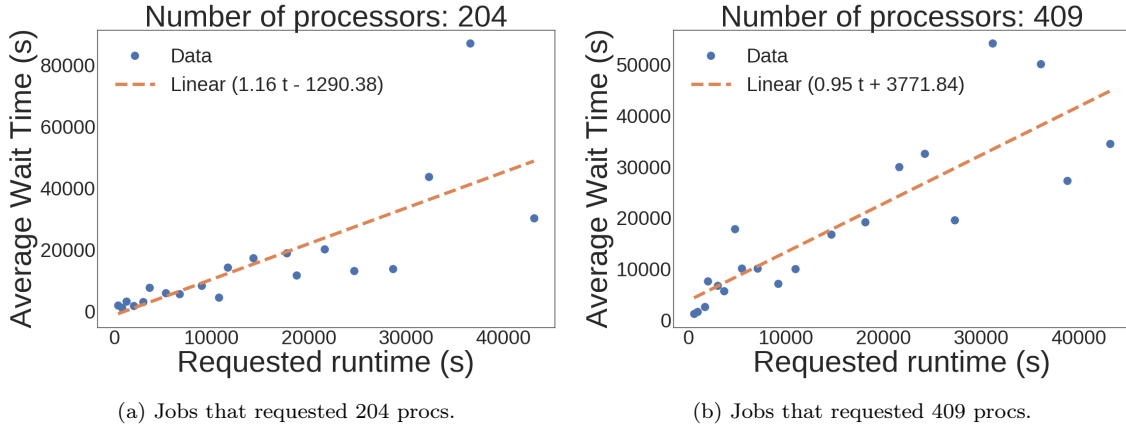 Number of processors: 204
Average Wait Time (s)
80000
60000
40000
20000
0
Data
Linear (1.16 t - 1290.38)
0 10000 20000 30000 40000
Requested runtime (s)
(a) Jobs that requested 204 procs.
Number of processors: 409
Average Wait Time (s)
50000
40000
30000
20000
10000
0
Data
Linear (0.95 t + 3771.84)
0 10000 20000 30000 40000
Requested runtime (s)
(b) Jobs that requested 409 procs.